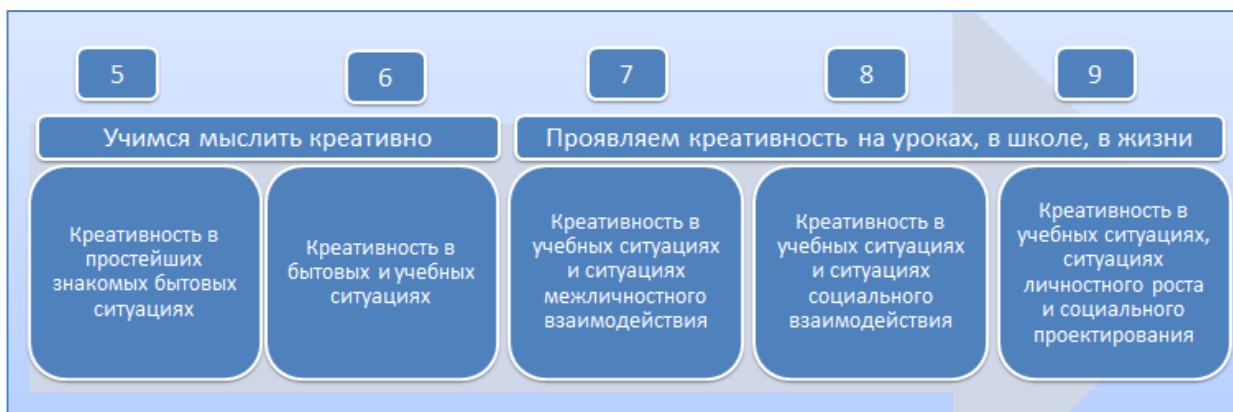 5
6
7
8
9
Учимся мыслить креативно
Проявляем креативность на уроках, в школе, в жизни
Креативность в
простейших
знакомых бытовых
ситуациях
Креативность в
бытовых и учебных
ситуациях
Креативность в
учебных ситуациях
и ситуациях
межличностного
взаимодействия
Креативность в
учебных ситуациях
и ситуациях
социального
взаимодействия
Креативность в
учебных ситуациях,
ситуациях
личностного роста
и социального
проектирования